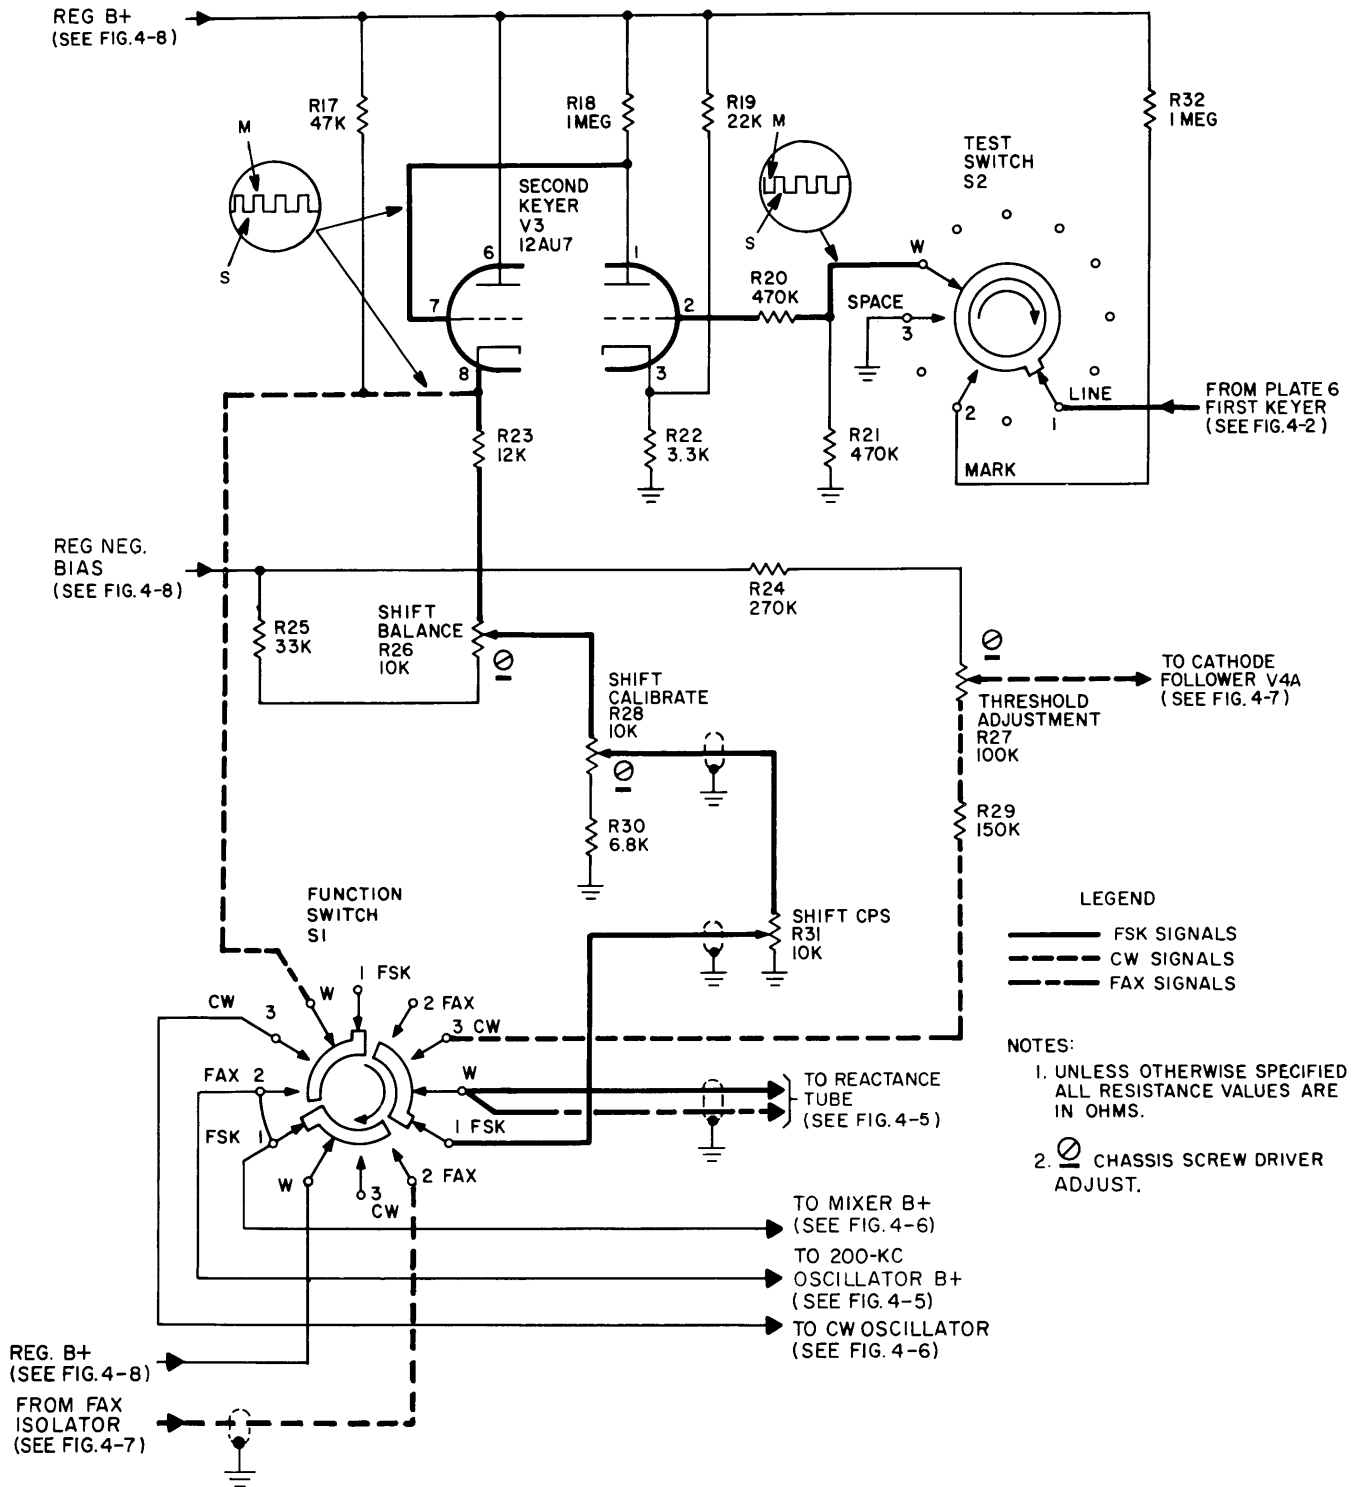 REG B+
(SEE FIG.4-8)
R17
47K
R18
1MEG
R19
22K
R32
1 MEG
M
S
M
S
TEST
SWITCH
S2
SECOND
KEYER
V3
12AU7
6
7
8
1
2
3
R20
470K
W
SPACE
3
2
1
LINE
MARK
FROM PLATE 6
FIRST KEYER
(SEE FIG.4-2)
R23
12K
R22
3.3K
R21
470K
REG NEG.
BIAS
(SEE FIG.4-8)
R24
270K
R25
33K
SHIFT
BALANCE
R26
10K
SHIFT
CALIBRATE
R28
10K
TO CATHODE
FOLLOWER V4A
(SEE FIG. 4-7)
THRESHOLD
ADJUSTMENT
R27
100K
R30
6.8K
R29
150K
FUNCTION
SWITCH
S1
SHIFT CPS
R31
10K
LEGEND
FSK SIGNALS
CW SIGNALS
FAX SIGNALS
1 FSK
W
CW 3
2 FAX
3 CW
FAX 2
W
FSK 1
1 FSK
W
3
CW
2 FAX
TO REACTANCE
TUBE
(SEE FIG.4-5)
NOTES:
1. UNLESS OTHERWISE SPECIFIED
ALL RESISTANCE VALUES ARE
IN OHMS.
2. CHASSIS SCREW DRIVER
ADJUST.
TO MIXER B+
(SEE FIG. 4-6)
TO 200-KC
OSCILLATOR B+
(SEE FIG.4-5)
TO CW OSCILLATOR
(SEE FIG. 4-6)
REG. B+
(SEE FIG.4-8)
FROM FAX
ISOLATOR
(SEE FIG.4-7)